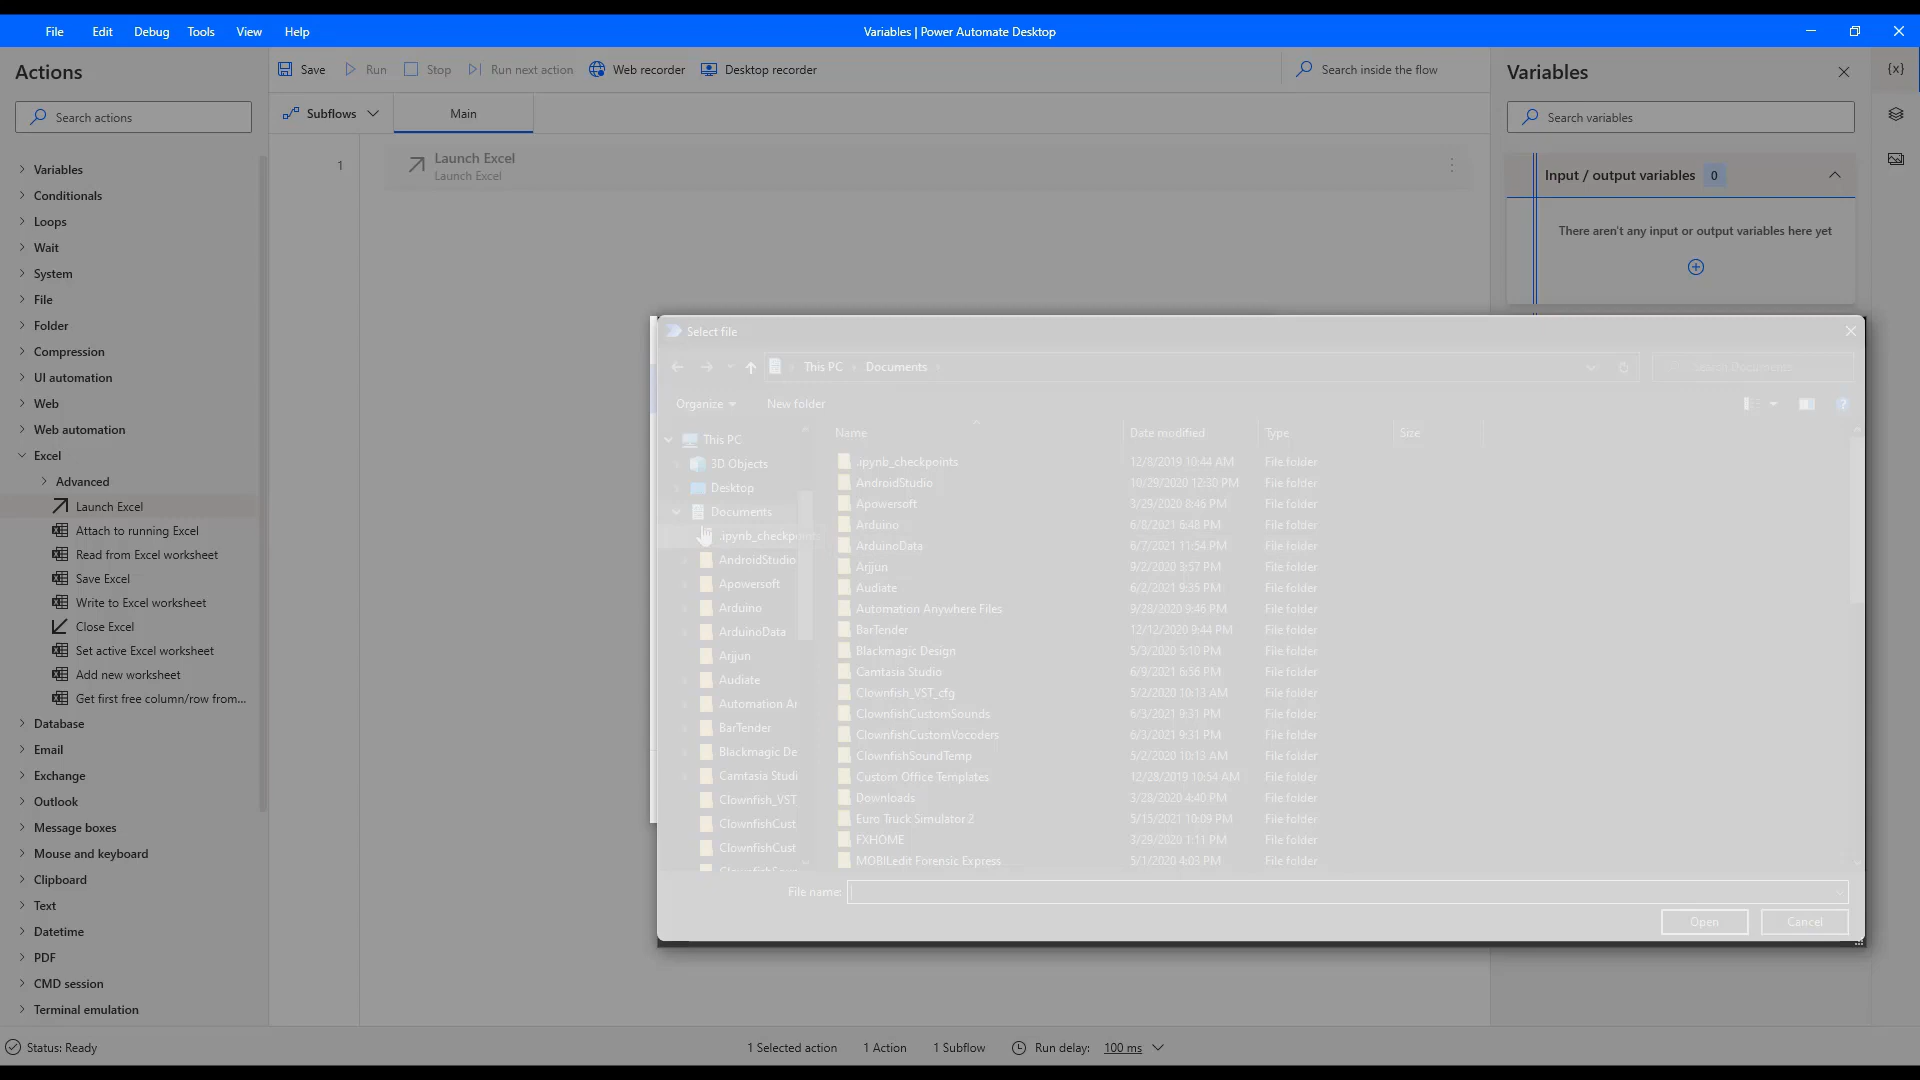 File Edit Debug Tools View Help
Variables | Power Automate Desktop
Actions
Search actions
Variables
Conditionals
Loops
Wait
System
File
Folder
Compression
UI automation
Web
Web automation
Excel
Advanced
Launch Excel
Attach to running Excel
Read from Excel worksheet
Save Excel
Write to Excel worksheet
Close Excel
Set active Excel worksheet
Add new worksheet
Get first free column/row from...
Database
Email
Exchange
Outlook
Message boxes
Mouse and keyboard
Clipboard
Text
Datetime
PDF
CMD session
Terminal emulation
Save Run Stop Run next action Web recorder Desktop recorder
Search inside the flow
Subflows Main
1 Launch Excel
Launch Excel
Variables
{x}
Search variables
Input / output variables 0
There aren't any input or output variables here yet
Select file
This PC Documents
Search Documents
Organize New folder
This PC
3D Objects
Desktop
Documents
.ipynb_checkpoints
AndroidStudio
Apowersoft
Arduino
ArduinoData
Arjjun
Audiate
Automation An
BarTender
Blackmagic De
Camtasia Studi
Clownfish_VST
ClownfishCust
ClownfishCust
Name Date modified Type Size
.ipynb_checkpoints 12/8/2019 10:44 AM File folder
AndroidStudio 10/29/2020 12:30 PM File folder
Apowersoft 3/29/2020 8:46 PM File folder
Arduino 6/8/2021 6:48 PM File folder
ArduinoData 6/7/2021 11:54 PM File folder
Arjjun 9/2/2020 3:57 PM File folder
Audiate 6/2/2021 9:35 PM File folder
Automation Anywhere Files 9/28/2020 9:46 PM File folder
BarTender 12/12/2020 9:44 PM File folder
Blackmagic Design 5/3/2020 5:10 PM File folder
Camtasia Studio 6/9/2021 6:56 PM File folder
Clownfish_VST_cfg 5/2/2020 10:13 AM File folder
ClownfishCustomSounds 6/3/2021 9:31 PM File folder
ClownfishCustomVocoders 6/3/2021 9:31 PM File folder
ClownfishSoundTemp 5/2/2020 10:13 AM File folder
Custom Office Templates 12/28/2019 10:54 AM File folder
Downloads 3/28/2020 4:40 PM File folder
Euro Truck Simulator 2 5/15/2021 10:09 PM File folder
FXHOME 3/29/2020 1:11 PM File folder
MOBILedit Forensic Express 5/1/2020 4:03 PM File folder
File name:
Open Cancel
Status: Ready
1 Selected action 1 Action 1 Subflow Run delay: 100 ms